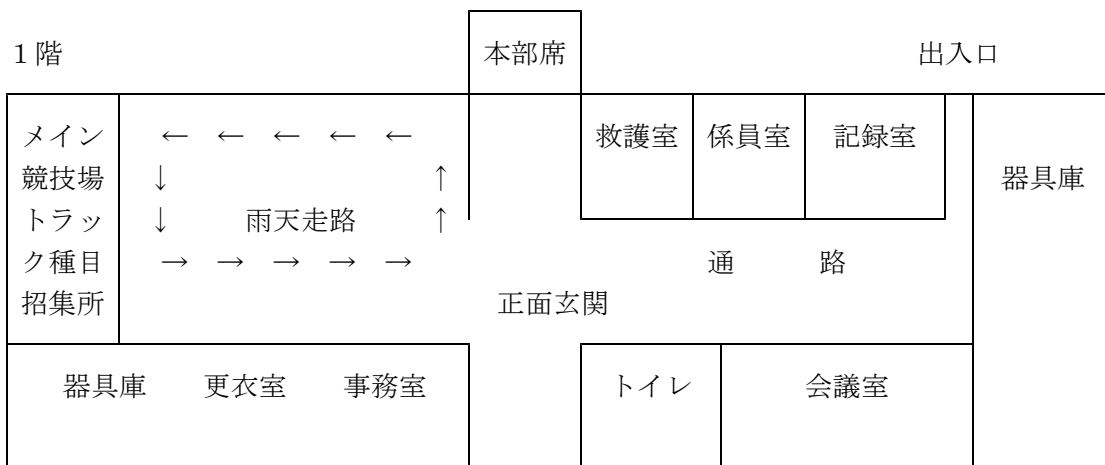 １階
本部席
出入口
メイン
競技場
トラッ
ク種目
招集所
← ← ← ← ←
↓ ↑
↓ 雨天走路 ↑
→ → → → →
救護室
係員室
記録室
器具庫
通 路
正面玄関
器具庫 更衣室 事務室
トイレ
会議室